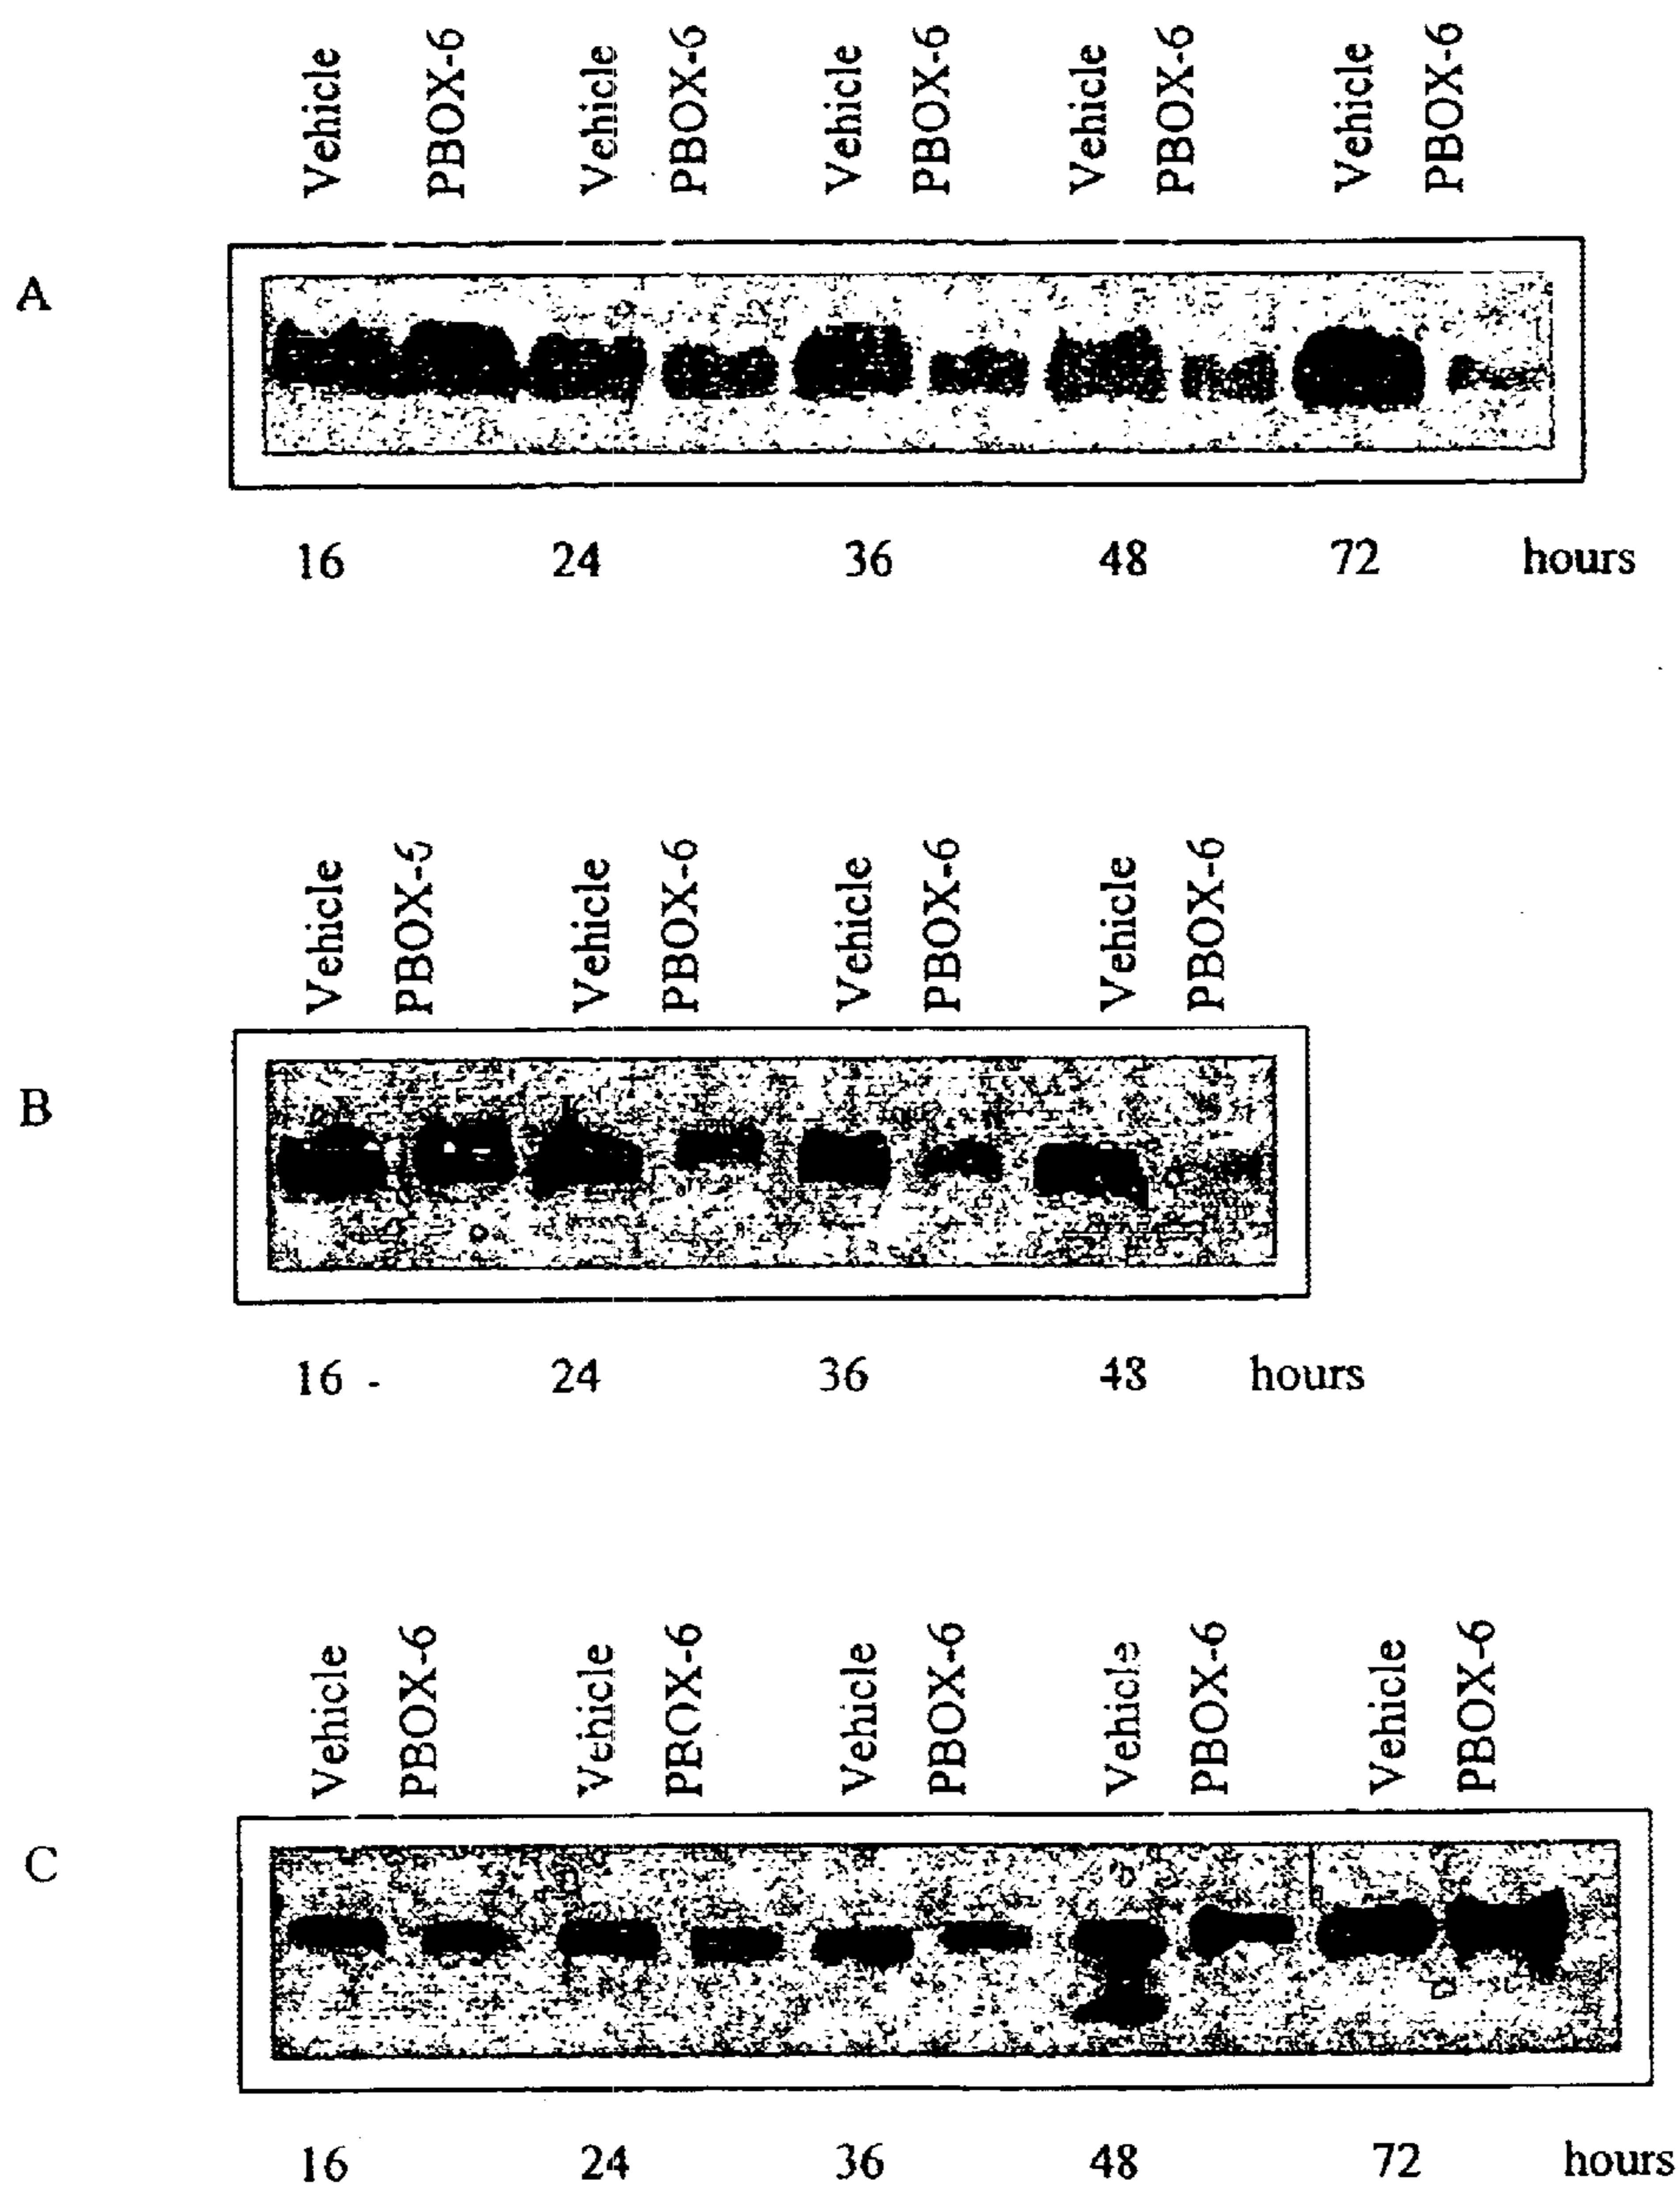 Vehicle PBOX-6 Vehicle PBOX-6 Vehicle PBOX-6 Vehicle PBOX-6 Vehicle PBOX-6
A
16 24 36 48 72 hours
Vehicle PBOX-6 Vehicle PBOX-6 Vehicle PBOX-6 Vehicle PBOX-6
B
16 - 24 36 48 hours
Vehicle PBOX-6 Vehicle PBOX-6 Vehicle PBOX-6 Vehicle PBOX-6 Vehicle PBOX-6
C
16 24 36 48 72 hours